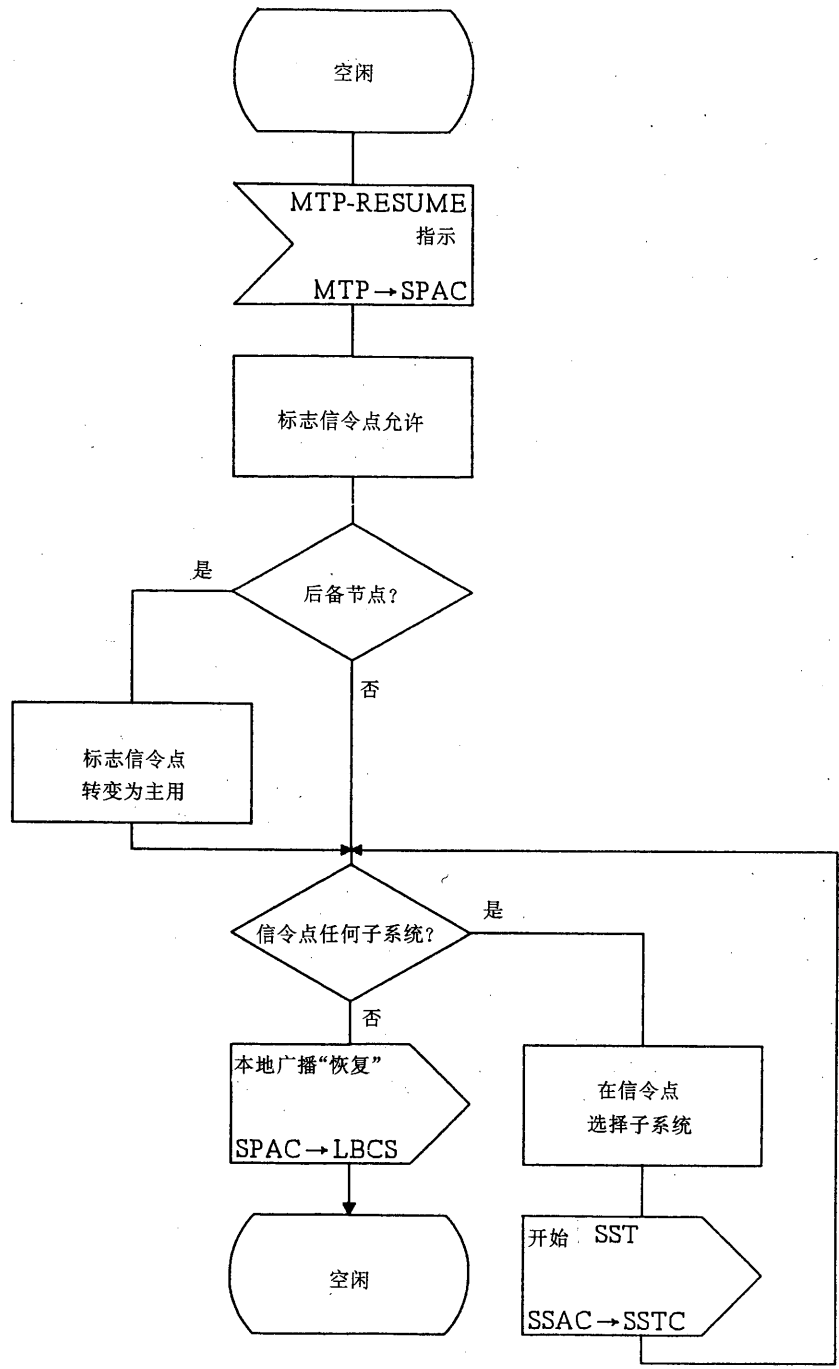 空闲
MTP-RESUME
指示
MTP→SPAC
标志信令点允许
是
后备节点?
否
标志信令点
转变为主用
信令点任何子系统?
是
否
本地广播“恢复”
SPAC→LBCS
在信令点
选择子系统
开始 SST
SSAC→SSTC
空闲